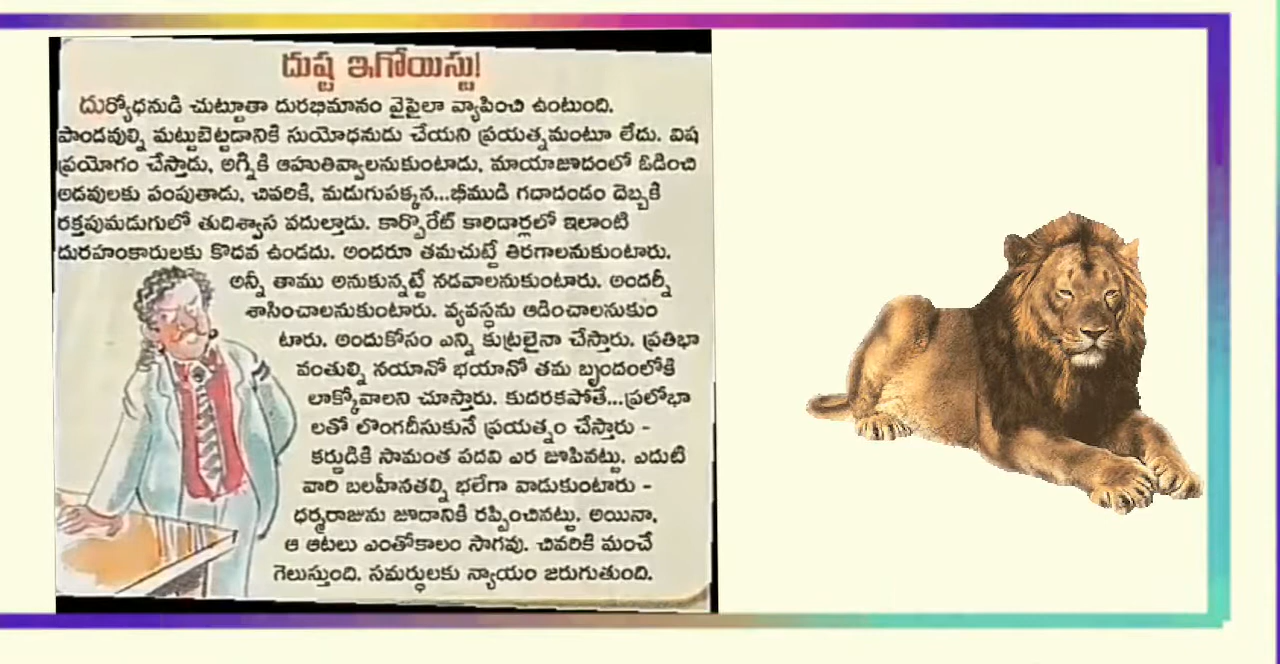 దుష్ట ఇగోయిస్టు!
దుర్యోధనుడి చుట్టూతా దురభిమానం వైఫైలా వ్యాపించి ఉంటుంది.
పాండవుల్ని మట్టుబెట్టడానికి సుయోధనుడు చేయని ప్రయత్నమంటూ లేదు. విష
ప్రయోగం చేస్తాడు, అగ్నికి ఆహుతివ్వాలనుకుంటాడు, మాయాజూదంలో ఓడించి
అడవులకు పంపుతాడు, చివరికి, మడుగుపక్కన...భీముడి గదాదండం దెబ్బకి
రక్తపుమడుగులో తుదిశ్వాస వదుల్తాడు. కార్పొరేట్ కారిడార్లలో ఇలాంటి
దురహంకారులకు కొదవ ఉండదు. అందరూ తమచుట్టే తిరగాలనుకుంటారు.
అన్నీ తాము అనుకున్నట్టే నడవాలనుకుంటారు. అందర్నీ
శాసించాలనుకుంటారు. వ్యవస్థను ఆడించాలనుకుం
టారు. అందుకోసం ఎన్ని కుట్రలైనా చేస్తారు. ప్రతిభా
వంతుల్ని నయానో భయానో తమ బృందంలోకి
లాక్కోవాలని చూస్తారు. కుదరకపోతే...ప్రలోభా
లతో లొంగదీసుకునే ప్రయత్నం చేస్తారు -
కర్ణుడికి సామంత పదవి ఎర జూపినట్టు. ఎదుటి
వారి బలహీనతల్ని భలేగా వాడుకుంటారు -
ధర్మరాజును జూదానికి రప్పించినట్టు. అయినా,
ఆ ఆటలు ఎంతోకాలం సాగవు. చివరికి మంచే
గెలుస్తుంది. సమర్థులకు న్యాయం జరుగుతుంది.